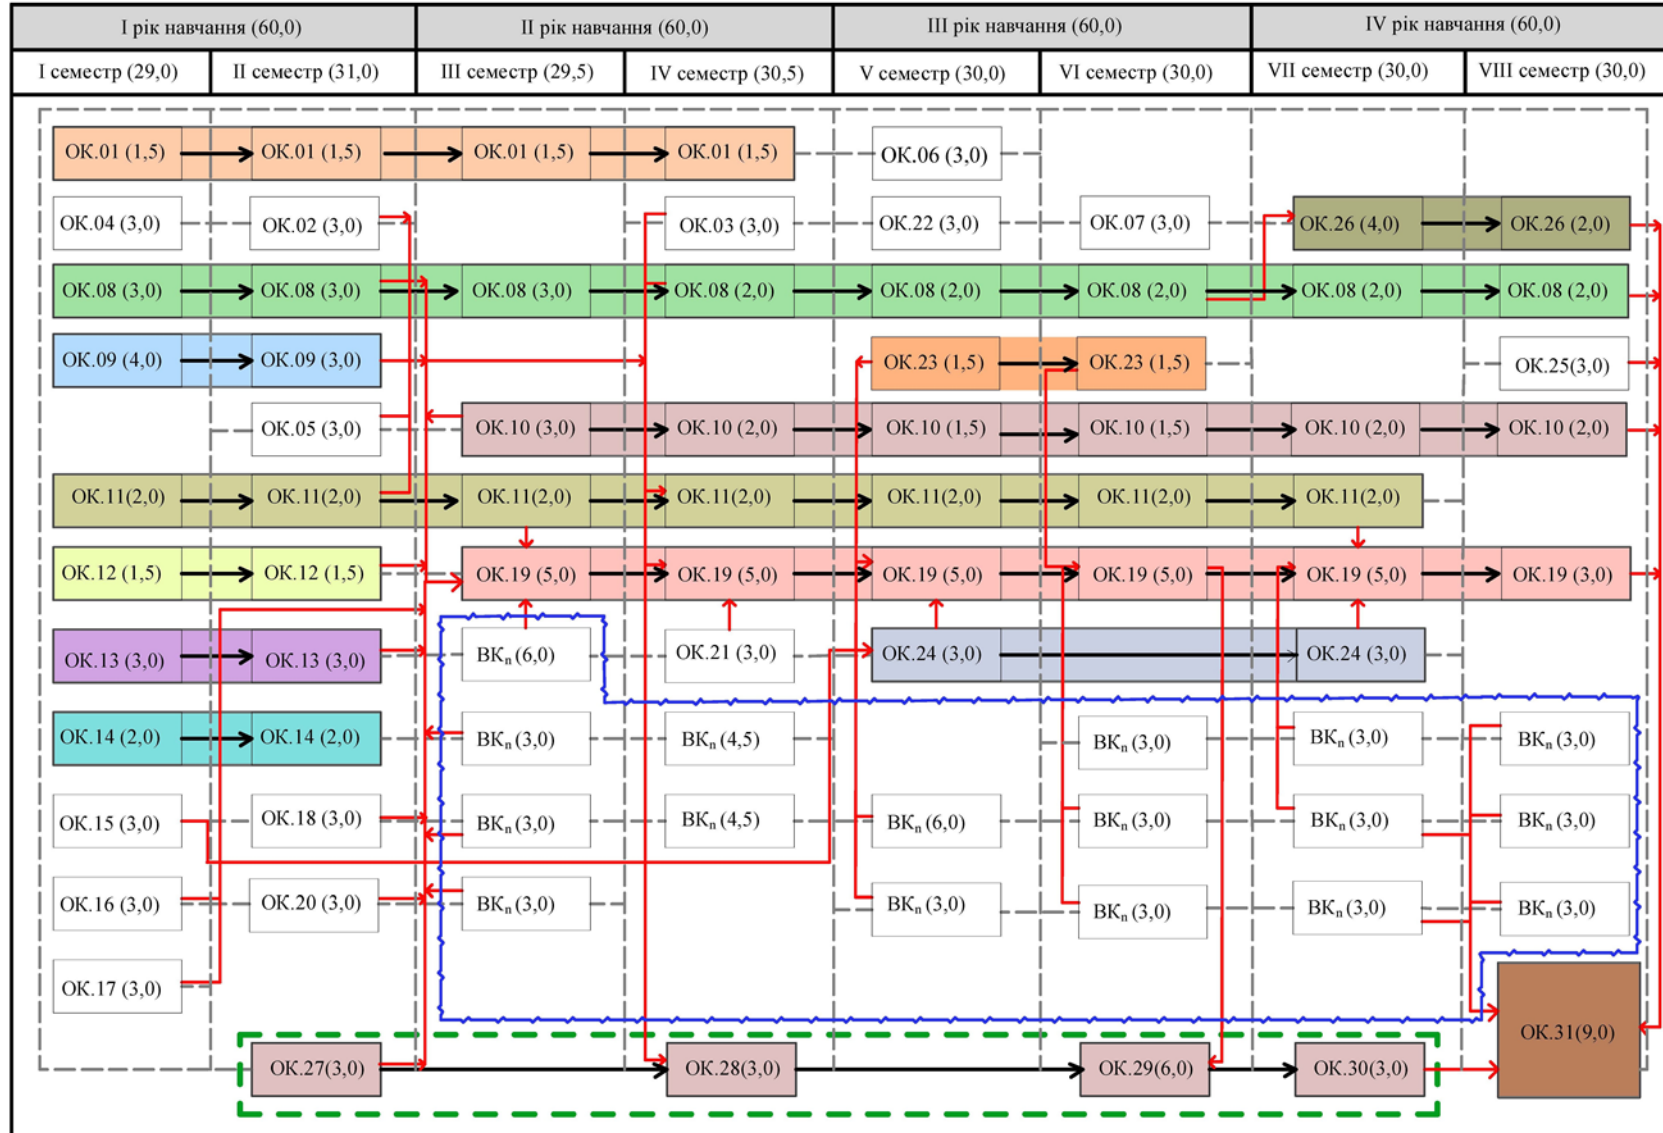 I рік навчання (60,0) II рік навчання (60,0) III рік навчання (60,0) IV рік навчання (60,0)
I семестр (29,0) II семестр (31,0) III семестр (29,5) IV семестр (30,5) V семестр (30,0) VI семестр (30,0) VII семестр (30,0) VIII семестр (30,0)
ОК.01 (1,5) ОК.01 (1,5) ОК.01 (1,5) ОК.01 (1,5) ОК.06 (3,0)
ОК.04 (3,0) ОК.02 (3,0) ОК.03 (3,0) ОК.22 (3,0) ОК.07 (3,0) ОК.26 (4,0) ОК.26 (2,0)
ОК.08 (3,0) ОК.08 (3,0) ОК.08 (3,0) ОК.08 (2,0) ОК.08 (2,0) ОК.08 (2,0) ОК.08 (2,0) ОК.08 (2,0)
ОК.09 (4,0) ОК.09 (3,0) ОК.23 (1,5) ОК.23 (1,5) ОК.25(3,0)
ОК.05 (3,0) ОК.10 (3,0) ОК.10 (2,0) ОК.10 (1,5) ОК.10 (1,5) ОК.10 (2,0) ОК.10 (2,0)
ОК.11(2,0) ОК.11(2,0) ОК.11(2,0) ОК.11(2,0) ОК.11(2,0) ОК.11(2,0) ОК.11(2,0)
ОК.12 (1,5) ОК.12 (1,5) ОК.19 (5,0) ОК.19 (5,0) ОК.19 (5,0) ОК.19 (5,0) ОК.19 (5,0) ОК.19 (3,0)
ОК.13 (3,0) ОК.13 (3,0) ВКn (6,0) ОК.21 (3,0) ОК.24 (3,0) ОК.24 (3,0)
ОК.14 (2,0) ОК.14 (2,0) ВКn (3,0) ВКn (4,5) ВКn (3,0) ВКn (3,0) ВКn (3,0)
ОК.15 (3,0) ОК.18 (3,0) ВКn (3,0) ВКn (4,5) ВКn (6,0) ВКn (3,0) ВКn (3,0) ВКn (3,0)
ОК.16 (3,0) ОК.20 (3,0) ВКn (3,0) ВКn (3,0) ВКn (3,0) ВКn (3,0) ВКn (3,0)
ОК.17 (3,0)
ОК.31(9,0)
ОК.27(3,0) ОК.28(3,0) ОК.29(6,0) ОК.30(3,0)